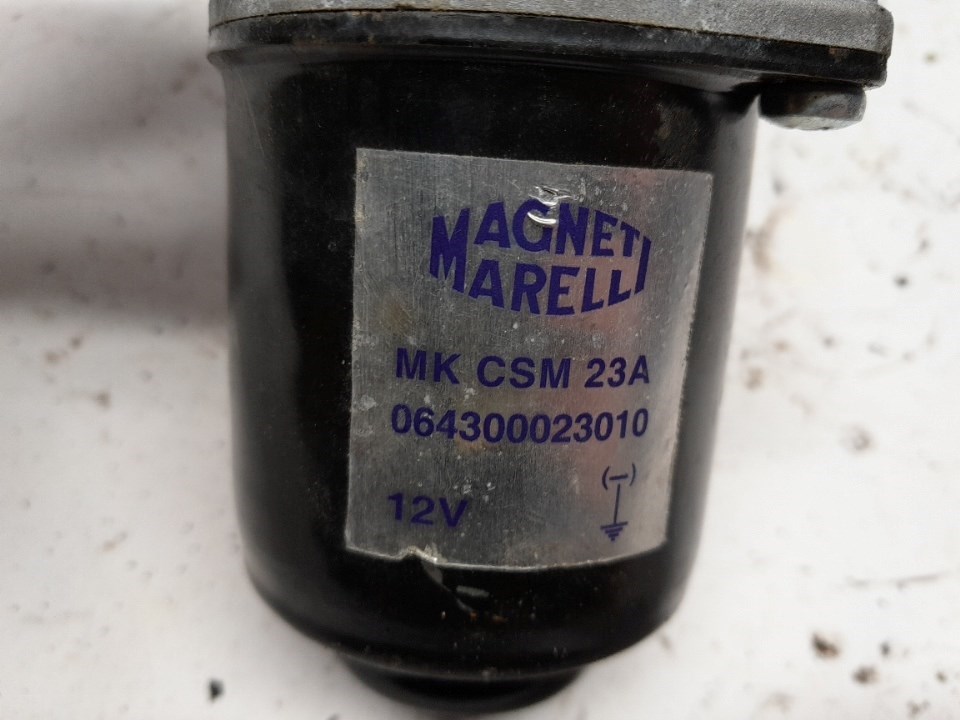 MAGNETI
MARELLI
MK CSM 23A
064300023010
(–)
12V